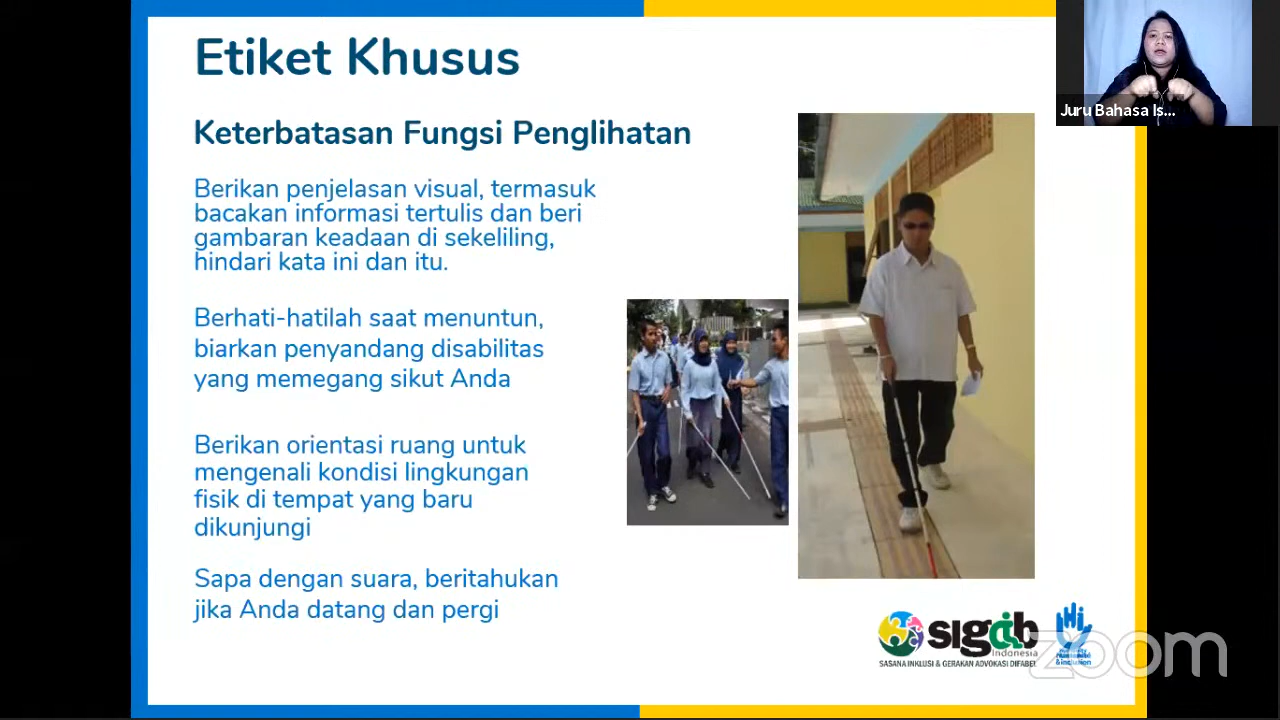 Etiket Khusus
Juru Bahasa Is...
Keterbatasan Fungsi Penglihatan
Berikan penjelasan visual, termasuk
bacakan informasi tertulis dan beri
gambaran keadaan di sekeliling,
hindari kata ini dan itu.
Berhati-hatilah saat menuntun,
biarkan penyandang disabilitas
yang memegang sikut Anda
Berikan orientasi ruang untuk
mengenali kondisi lingkungan
fisik di tempat yang baru
dikunjungi
Sapa dengan suara, beritahukan
jika Anda datang dan pergi
sigab
Indonesia
SASANA INKLUSI & GERAKAN ADVOKASI DIFABEL
hi
& inclusion
zoom